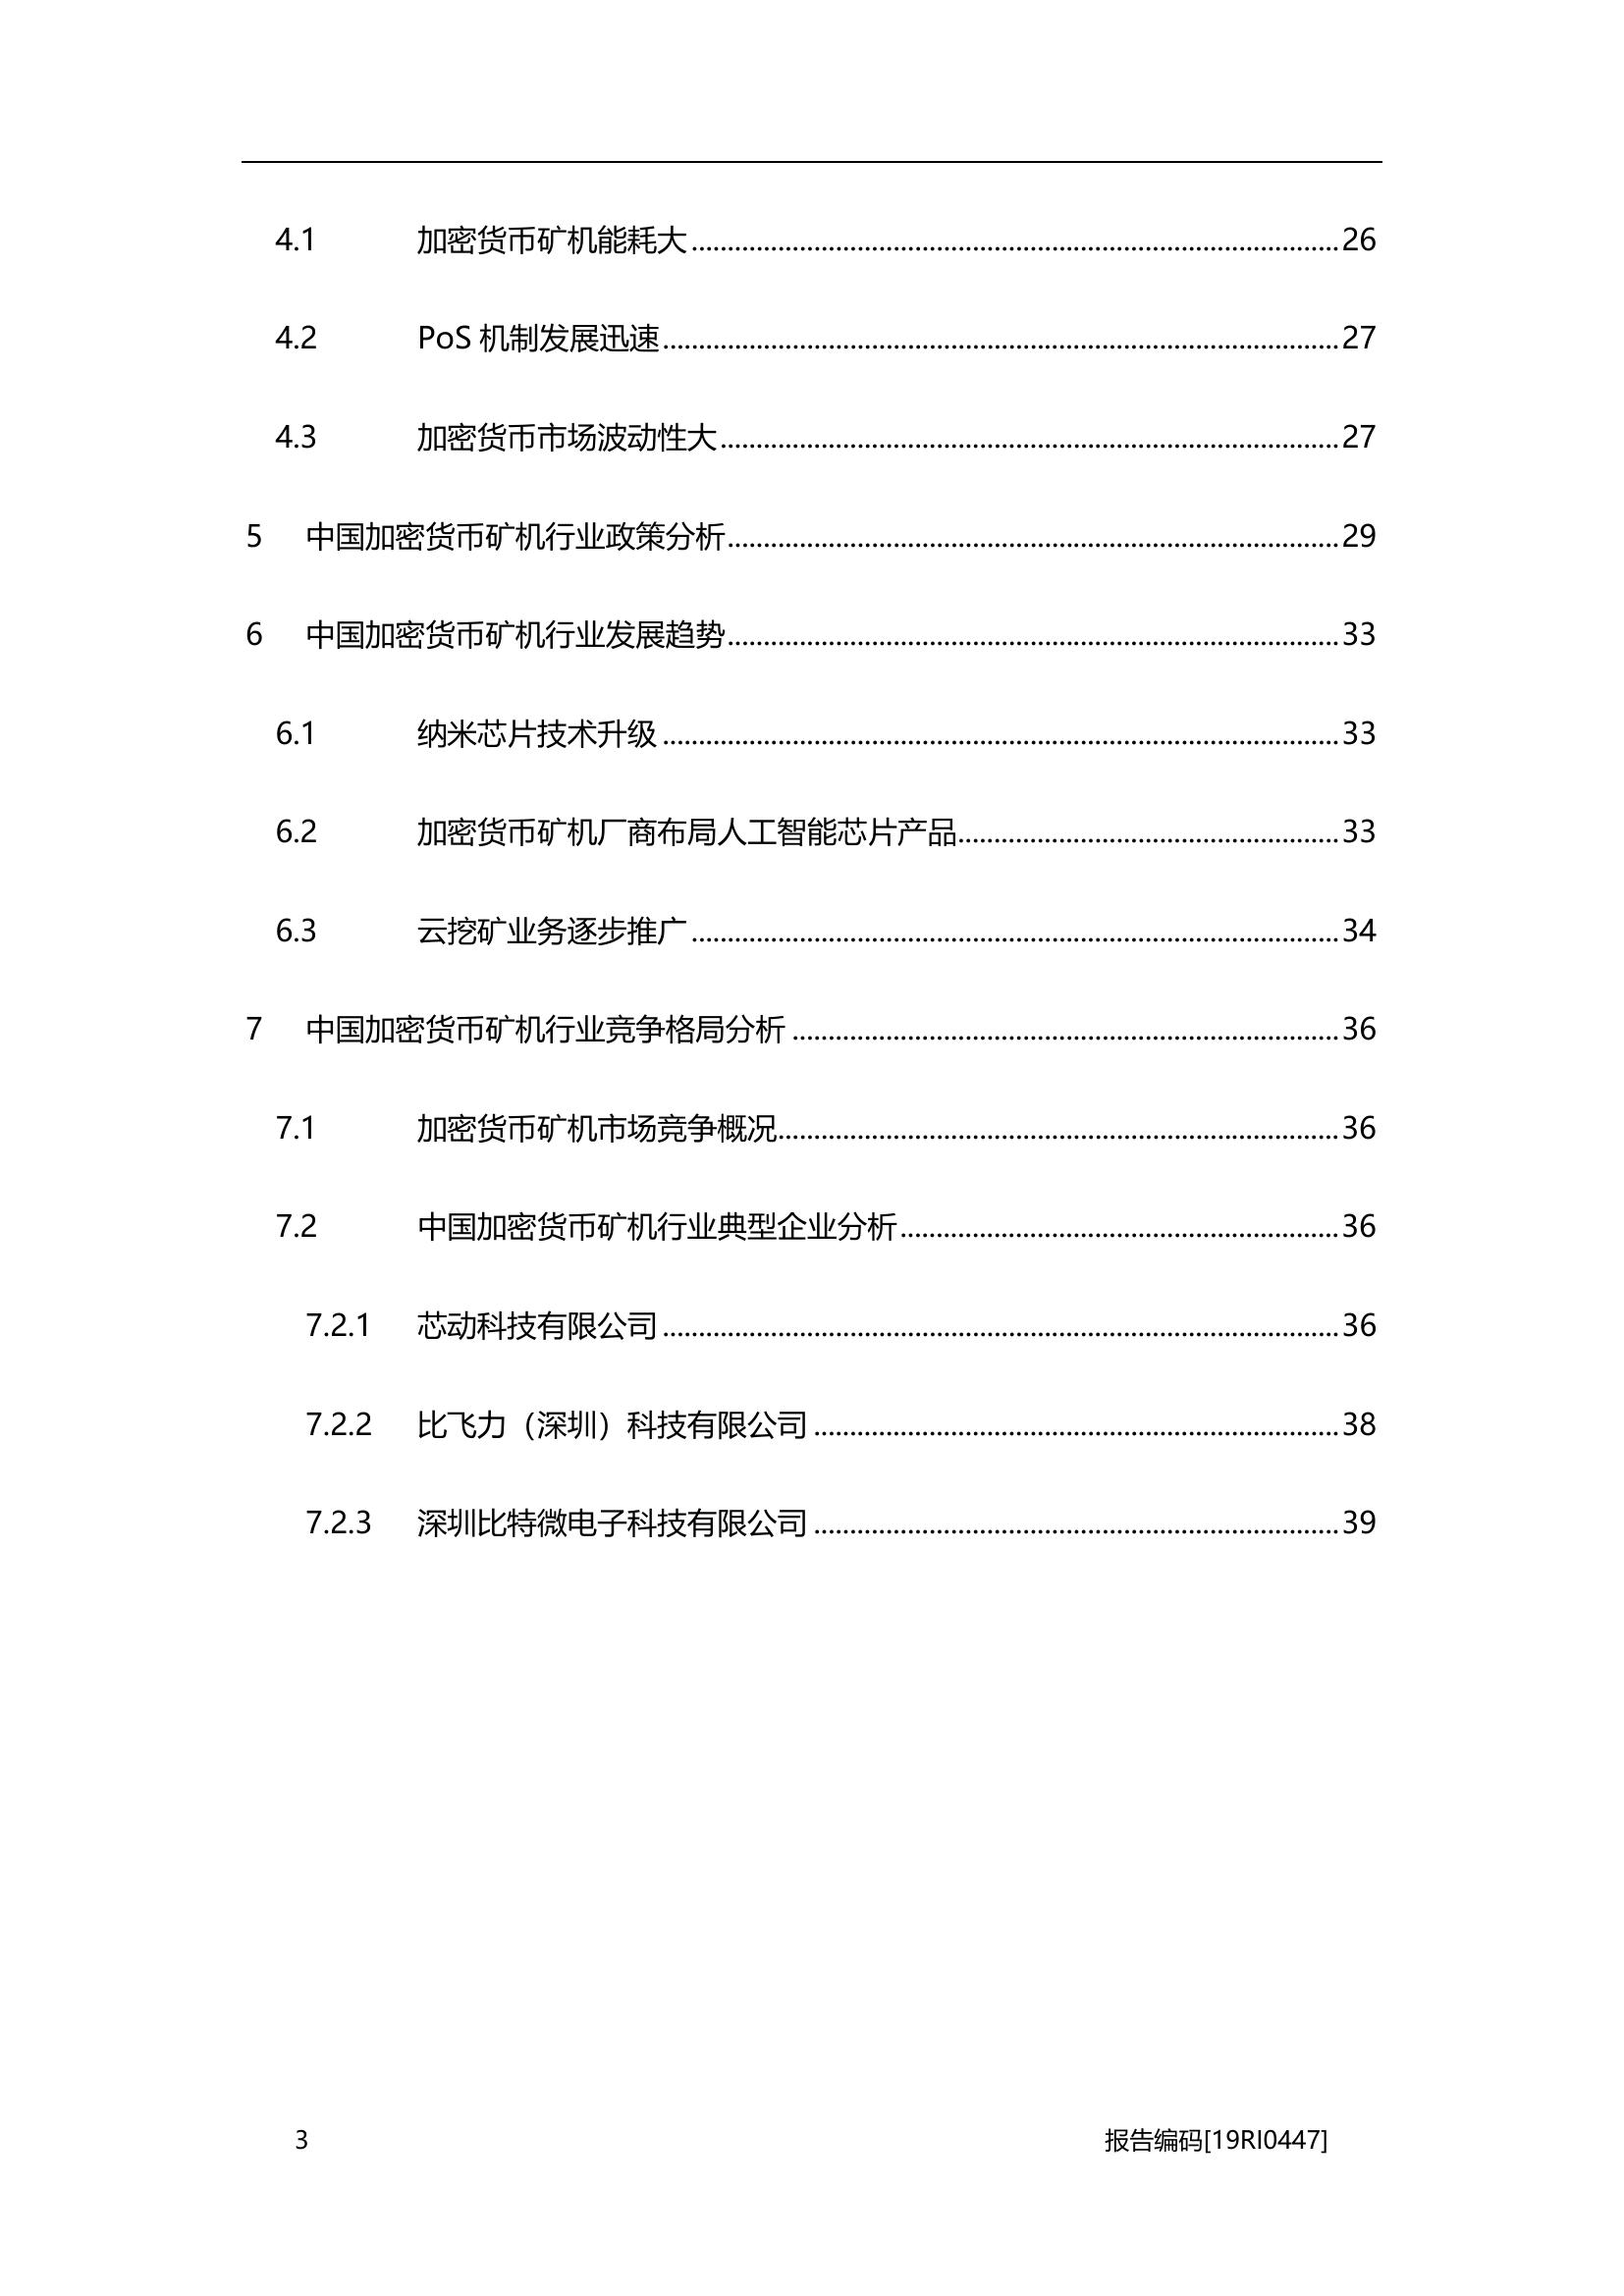 4.1 加密货币矿机能耗大 26
4.2 PoS 机制发展迅速 27
4.3 加密货币市场波动性大 27
5 中国加密货币矿机行业政策分析 29
6 中国加密货币矿机行业发展趋势 33
6.1 纳米芯片技术升级 33
6.2 加密货币矿机厂商布局人工智能芯片产品 33
6.3 云挖矿业务逐步推广 34
7 中国加密货币矿机行业竞争格局分析 36
7.1 加密货币矿机市场竞争概况 36
7.2 中国加密货币矿机行业典型企业分析 36
7.2.1 芯动科技有限公司 36
7.2.2 比飞力（深圳）科技有限公司 38
7.2.3 深圳比特微电子科技有限公司 39
3 报告编码[19RI0447]